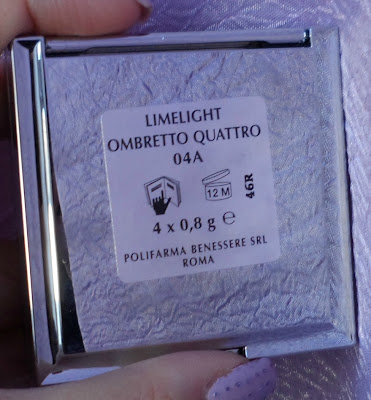 LIMELIGHT
OMBRETTO QUATTRO
04A
12 M
46R
4 x 0,8 g e
POLIFARMA BENESSERE SRL
ROMA